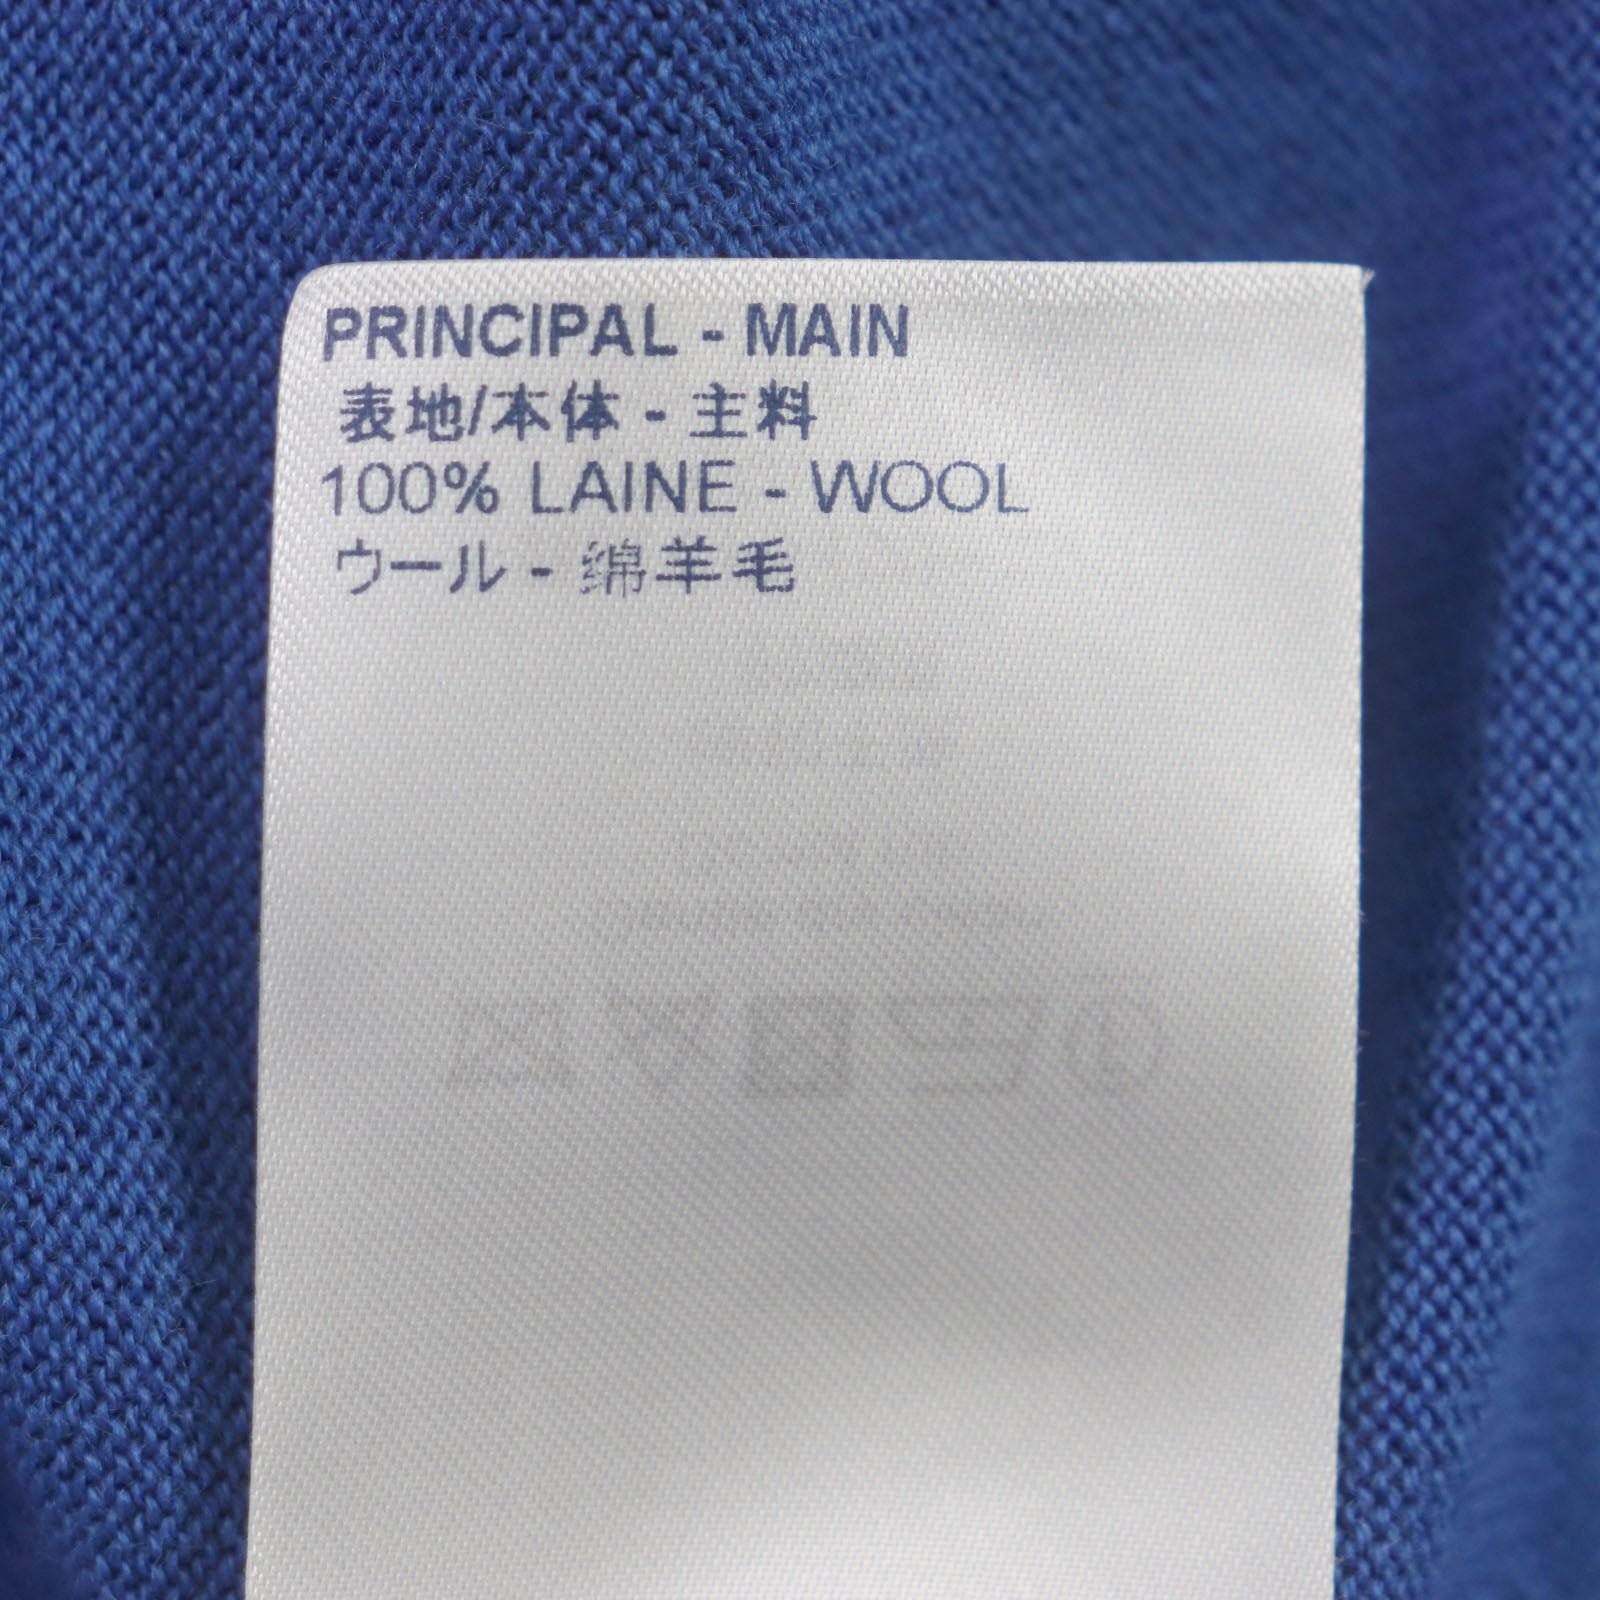 PRINCIPAL - MAIN
表地/本体 - 主料
100% LAINE - WOOL
ウール - 绵羊毛